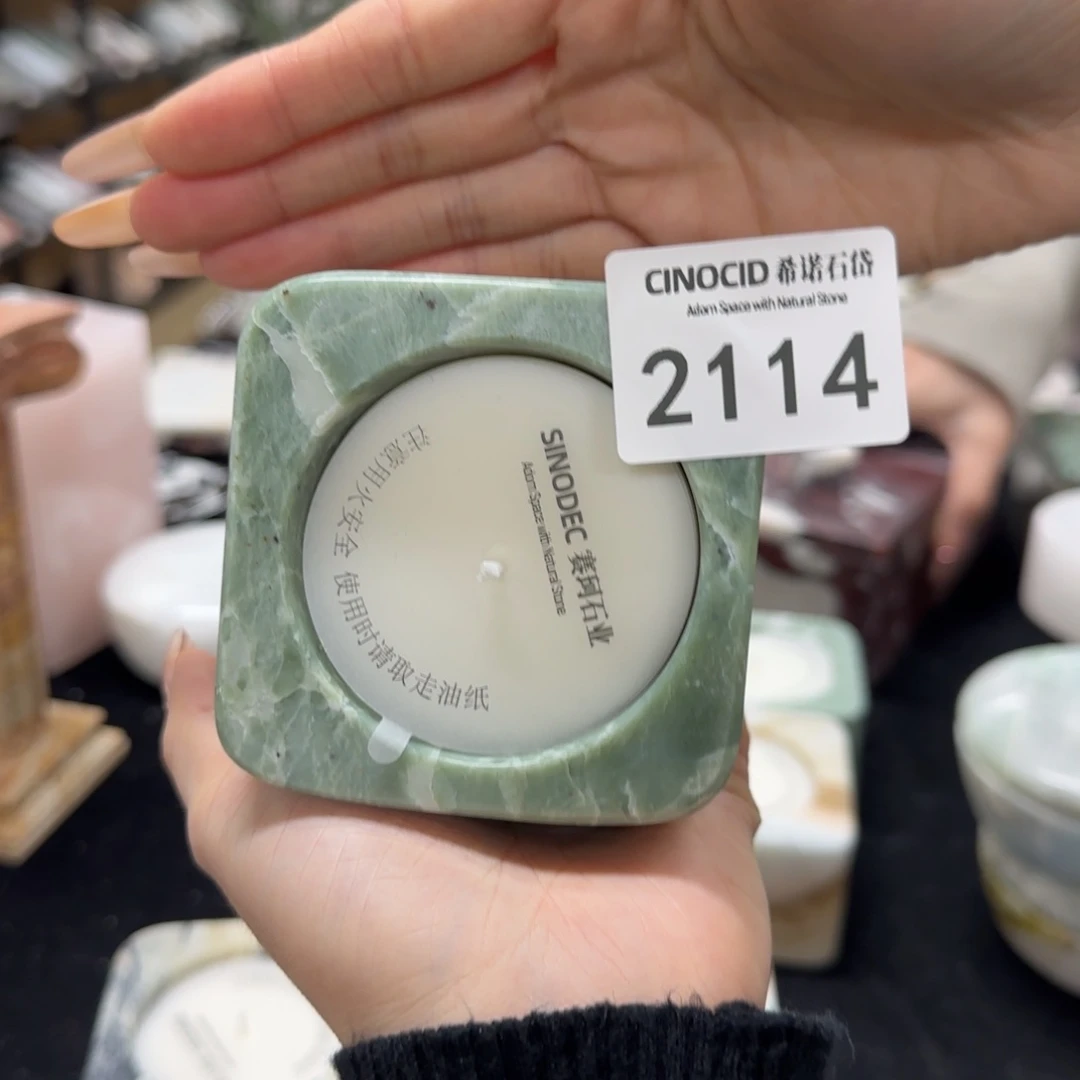 CINOCID 希诺石岱
Adorn Space with Natural Stone
2114
SINODEC 赛珂石业
Adorn Space with Natural Stone
注意用火安全 使用时请取走油纸